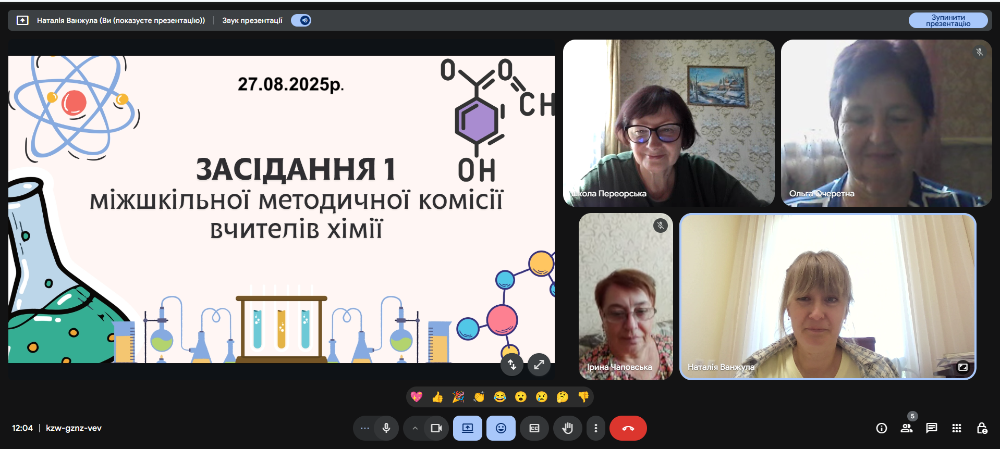 Наталія Ванжула (Ви (показуєте презентацію))
Звук презентації
Зупинити
презентацію
27.08.2025р.
O
O
CH
OH
ЗАСІДАННЯ 1
міжшкільної методичної комісії
вчителів хімії
школа Переорська
Ольга Очеретна
Ірина Чаповська
Наталія Ванжула
12:04
kzw-gznz-vev
5